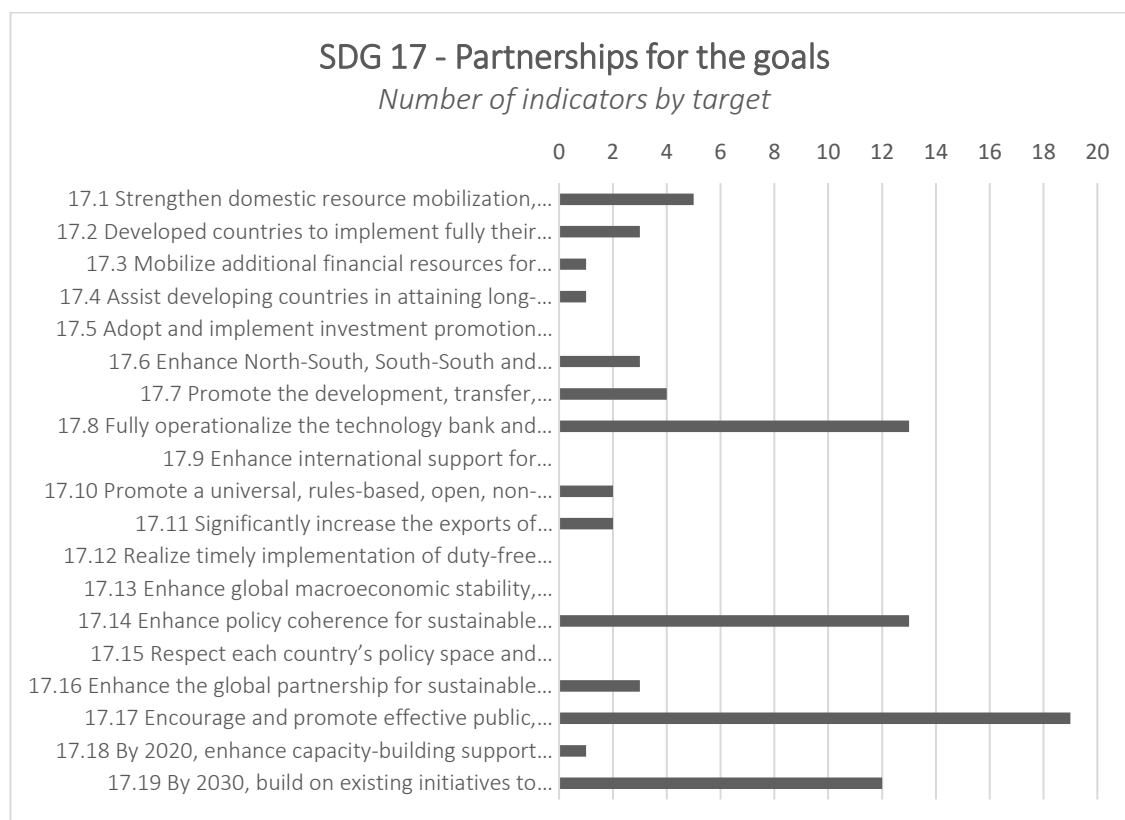 SDG 17 - Partnerships for the goals
Number of indicators by target
0 2 4 6 8 10 12 14 16 18 20
17.1 Strengthen domestic resource mobilization,...
17.2 Developed countries to implement fully their...
17.3 Mobilize additional financial resources for...
17.4 Assist developing countries in attaining long-...
17.5 Adopt and implement investment promotion...
17.6 Enhance North-South, South-South and...
17.7 Promote the development, transfer,...
17.8 Fully operationalize the technology bank and...
17.9 Enhance international support for...
17.10 Promote a universal, rules-based, open, non-...
17.11 Significantly increase the exports of...
17.12 Realize timely implementation of duty-free...
17.13 Enhance global macroeconomic stability,...
17.14 Enhance policy coherence for sustainable...
17.15 Respect each country’s policy space and...
17.16 Enhance the global partnership for sustainable...
17.17 Encourage and promote effective public,...
17.18 By 2020, enhance capacity-building support...
17.19 By 2030, build on existing initiatives to...